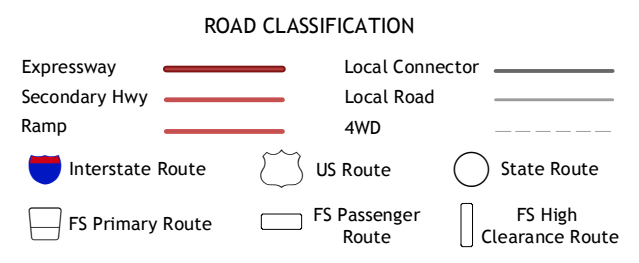 ROAD CLASSIFICATION
Expressway
Local Connector
Secondary Hwy
Local Road
Ramp
4WD
Interstate Route
US Route
State Route
FS Primary Route
FS Passenger
Route
FS High
Clearance Route